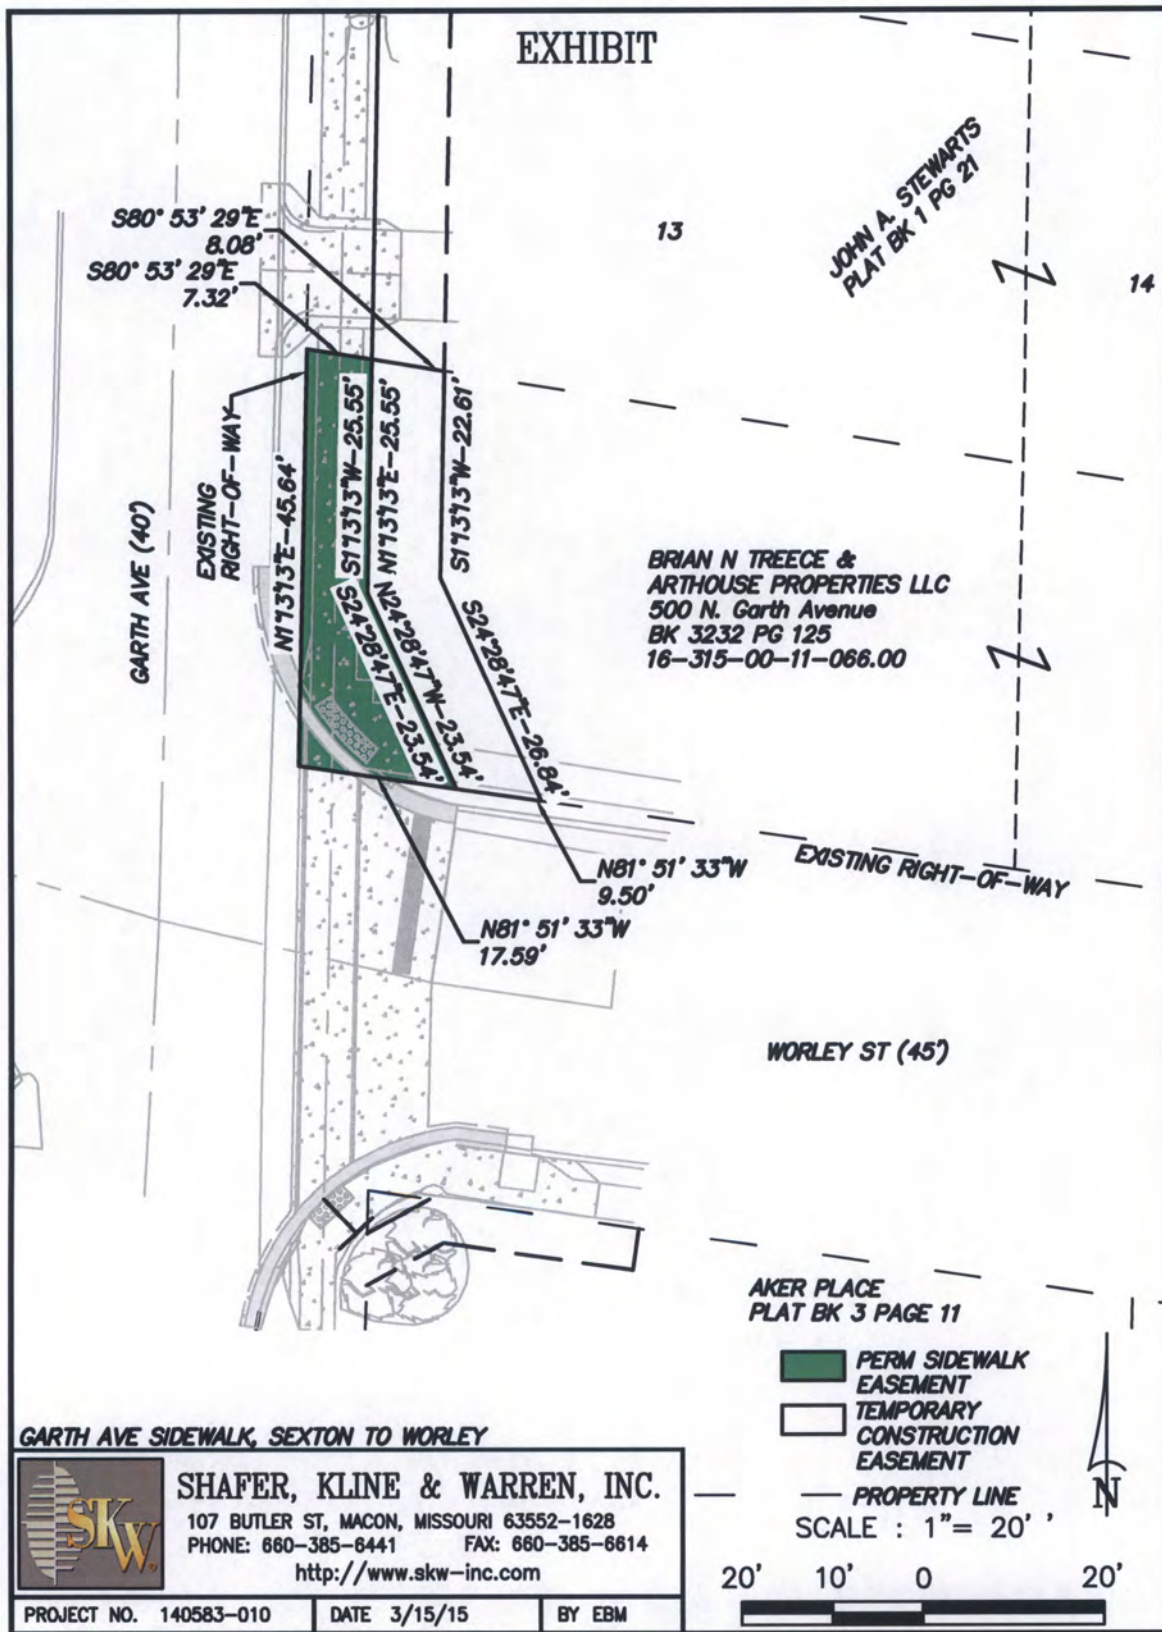 EXHIBIT
JOHN A. STEWARTS
PLAT BK 1 PG 21
13
14
S80° 53' 29"E
8.08'
S80° 53' 29"E
7.32'
EXISTING
RIGHT-OF-WAY
GARTH AVE (40')
N1°13'13"E-45.64'
S1°13'13"W-25.55'
N1°13'13"E-25.55'
S1°13'13"W-22.61'
S24°28'47"E-23.54'
N24°28'47"W-23.54'
S24°28'47"E-26.84'
BRIAN N TREECE &
ARTHOUSE PROPERTIES LLC
500 N. Garth Avenue
BK 3232 PG 125
16-315-00-11-066.00
N81° 51' 33"W
9.50'
EXISTING RIGHT-OF-WAY
N81° 51' 33"W
17.59'
WORLEY ST (45')
AKER PLACE
PLAT BK 3 PAGE 11
PERM SIDEWALK
EASEMENT
TEMPORARY
CONSTRUCTION
EASEMENT
PROPERTY LINE
N
SCALE : 1"= 20' '
20' 10' 0 20'
GARTH AVE SIDEWALK, SEXTON TO WORLEY
SKW
SHAFER, KLINE & WARREN, INC.
107 BUTLER ST, MACON, MISSOURI 63552-1628
PHONE: 660-385-6441 FAX: 660-385-6614
http://www.skw-inc.com
PROJECT NO. 140583-010 DATE 3/15/15 BY EBM